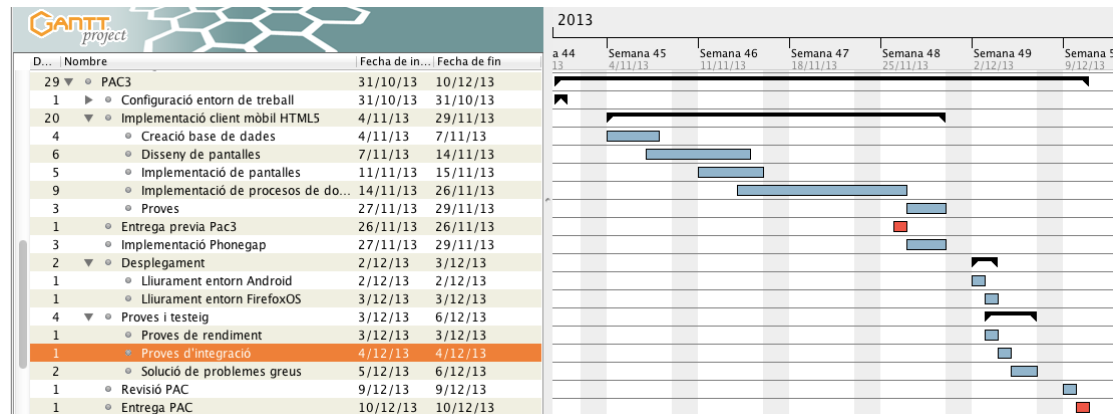 GANTT
project
2013
a 44 Semana 45 Semana 46 Semana 47 Semana 48 Semana 49 Semana 5
13 4/11/13 11/11/13 18/11/13 25/11/13 2/12/13 9/12/13
D... Nombre Fecha de in... Fecha de fin
29 PAC3 31/10/13 10/12/13
1 Configuració entorn de treball 31/10/13 31/10/13
20 Implementació client mòbil HTML5 4/11/13 29/11/13
4 Creació base de dades 4/11/13 7/11/13
6 Disseny de pantalles 7/11/13 14/11/13
5 Implementació de pantalles 11/11/13 15/11/13
9 Implementació de procesos de do... 14/11/13 26/11/13
3 Proves 27/11/13 29/11/13
1 Entrega previa Pac3 26/11/13 26/11/13
3 Implementació Phonegap 27/11/13 29/11/13
2 Desplegament 2/12/13 3/12/13
1 Lliurament entorn Android 2/12/13 2/12/13
1 Lliurament entorn FirefoxOS 3/12/13 3/12/13
4 Proves i testeig 3/12/13 6/12/13
1 Proves de rendiment 3/12/13 3/12/13
1 Proves d'integració 4/12/13 4/12/13
2 Solució de problemes greus 5/12/13 6/12/13
1 Revisió PAC 9/12/13 9/12/13
1 Entrega PAC 10/12/13 10/12/13